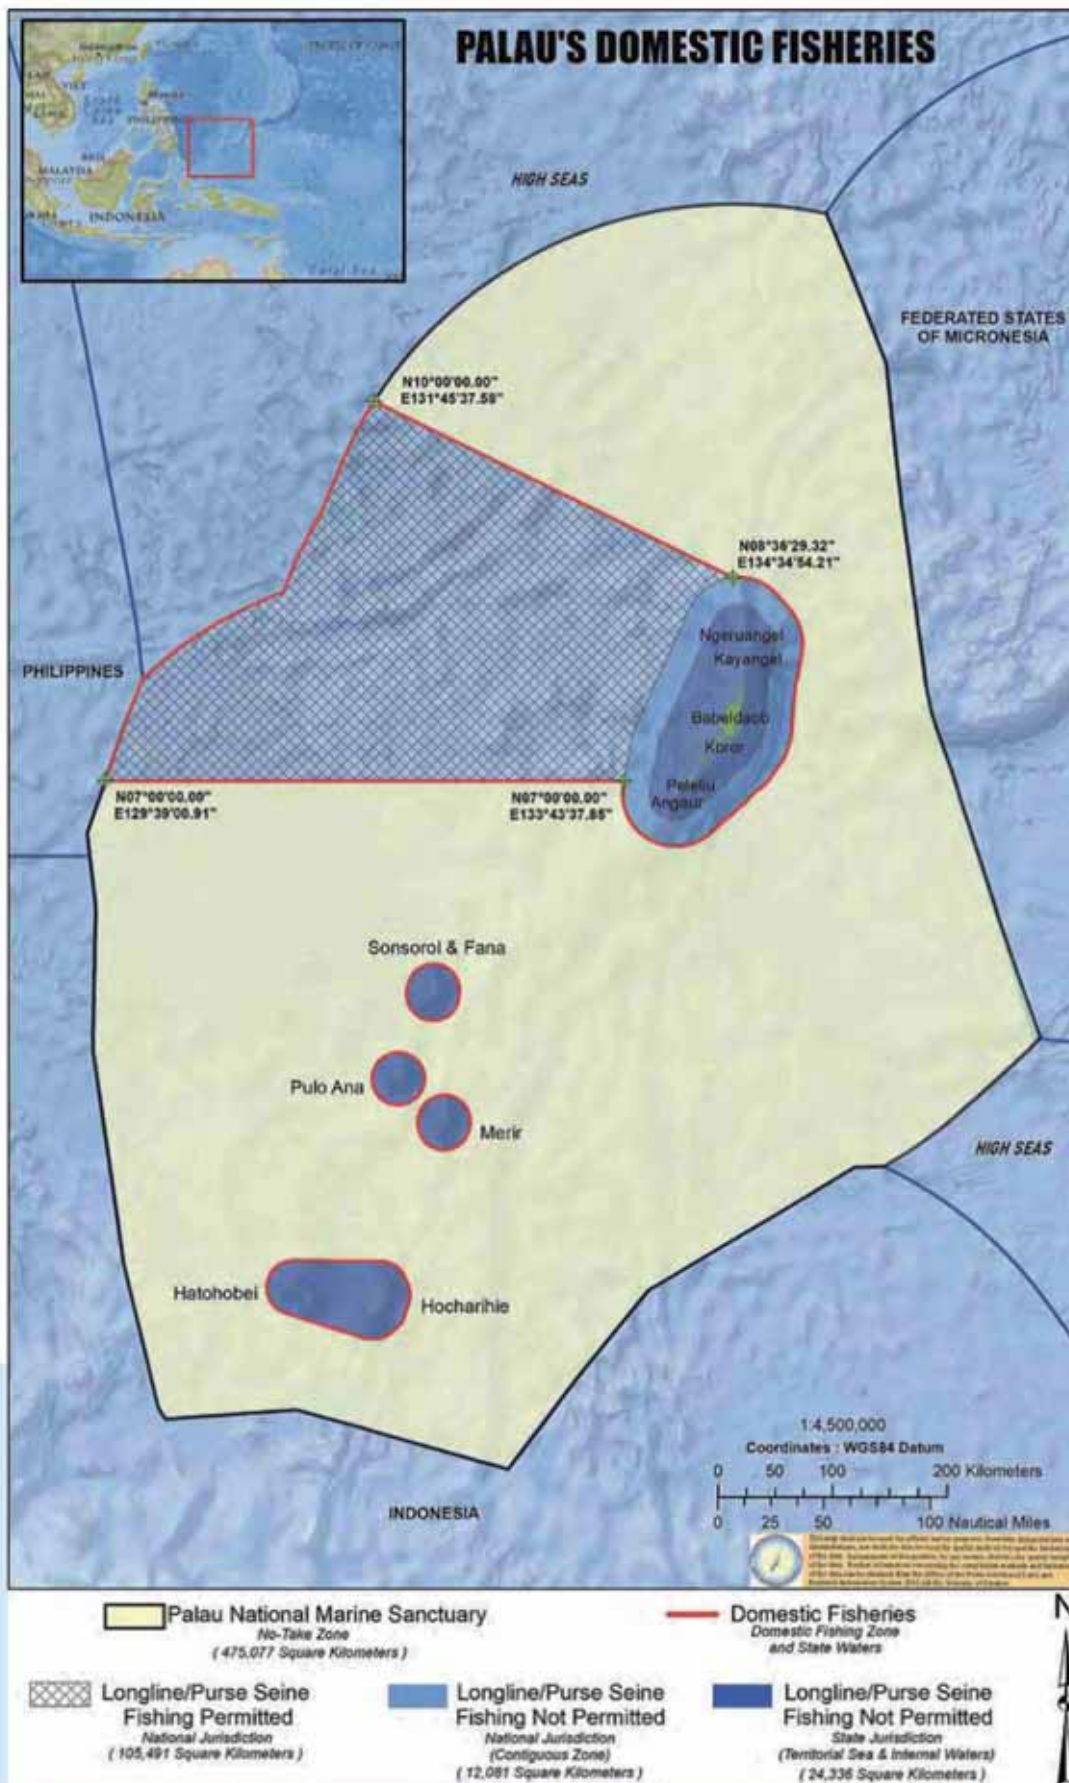 PALAU'S DOMESTIC FISHERIES
PHILIPPINES
MALAYSIA
INDONESIA
HIGH SEAS
FEDERATED STATES
OF MICRONESIA
N10°00'00.00"
E131°45'37.58"
N08°36'29.32"
E134°34'54.21"
Ngeruangel
Kayangel
PHILIPPINES
Babeldaob
Koror
Peleliu
Angaur
N07°00'00.00"
E129°39'00.91"
N07°00'00.00"
E133°43'37.85"
Sonsorol & Fana
Pulo Ana
Merir
HIGH SEAS
Hatohobei
Hocharihie
1:4,500,000
Coordinates : WGS84 Datum
0 50 100 200 Kilometers
0 25 50 100 Nautical Miles
INDONESIA
Palau National Marine Sanctuary
No-Take Zone
( 475,077 Square Kilometers )
Domestic Fisheries
Domestic Fishing Zone
and State Waters
N
Longline/Purse Seine
Fishing Permitted
National Jurisdiction
( 105,491 Square Kilometers )
Longline/Purse Seine
Fishing Not Permitted
National Jurisdiction
(Contiguous Zone)
( 12,081 Square Kilometers )
Longline/Purse Seine
Fishing Not Permitted
State Jurisdiction
(Territorial Sea & Internal Waters)
( 24,336 Square Kilometers )